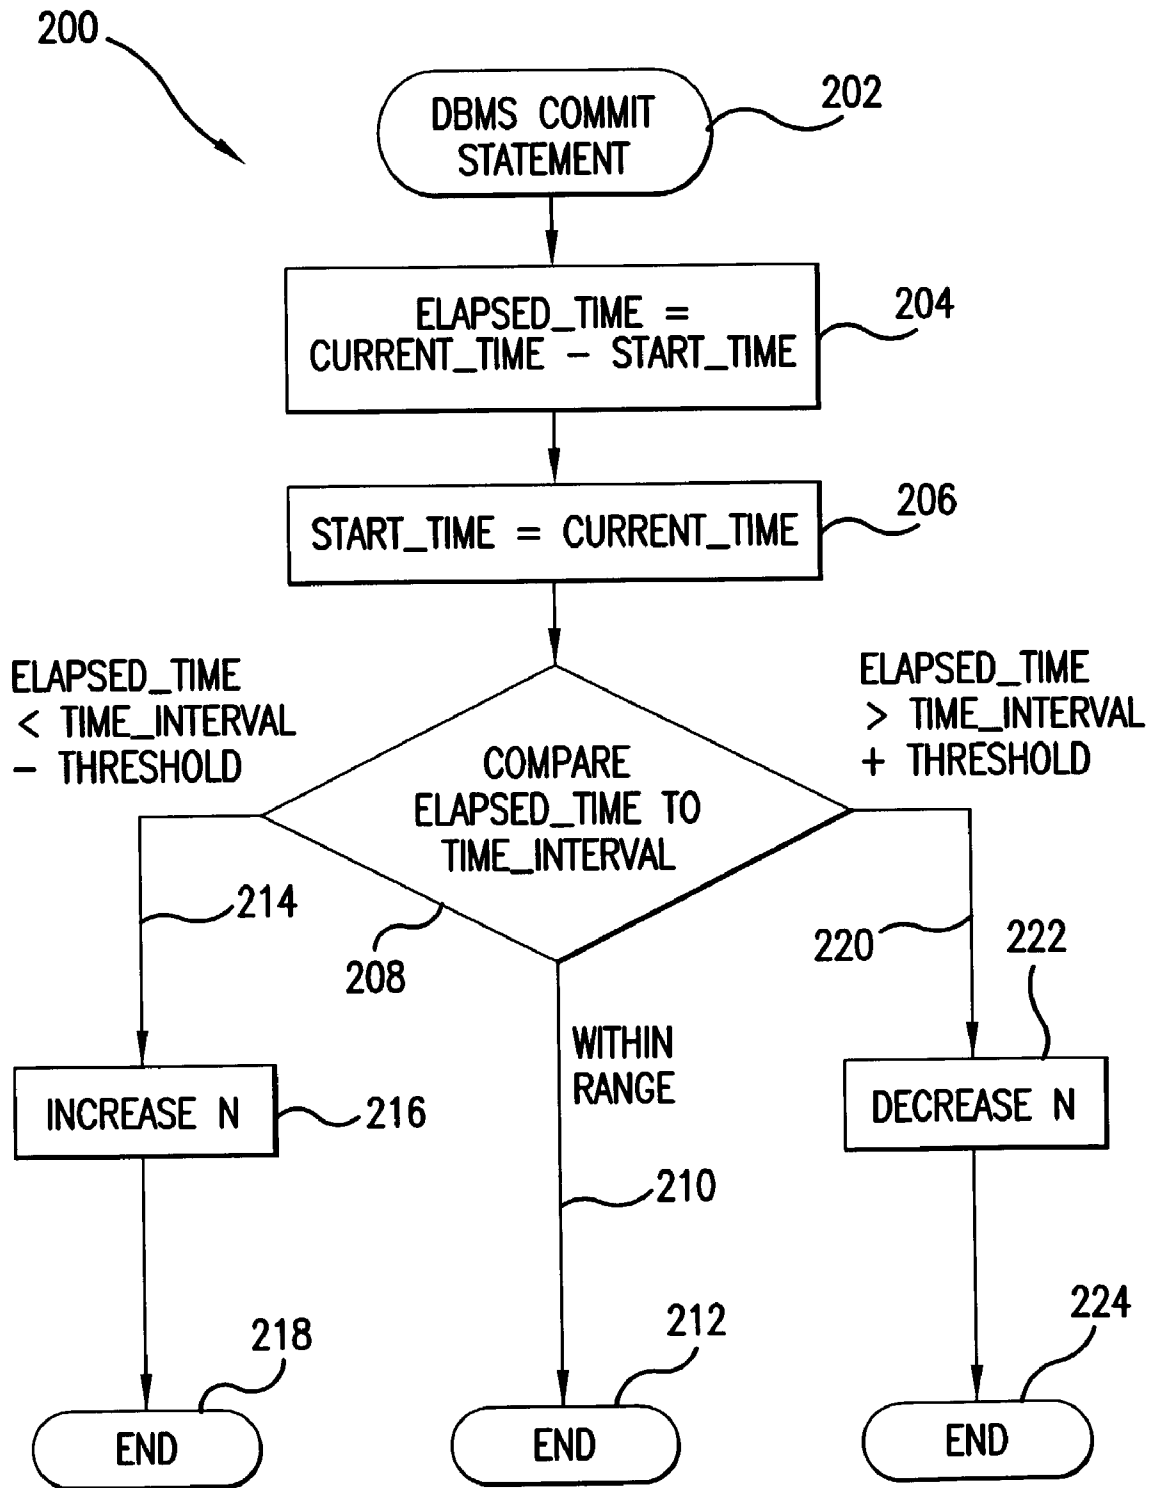 200
DBMS COMMIT
STATEMENT
202
ELAPSED_TIME =
CURRENT_TIME – START_TIME
204
START_TIME = CURRENT_TIME
206
ELAPSED_TIME
< TIME_INTERVAL
– THRESHOLD
COMPARE
ELAPSED_TIME TO
TIME_INTERVAL
ELAPSED_TIME
> TIME_INTERVAL
+ THRESHOLD
214
208
220
222
WITHIN
RANGE
INCREASE N
216
DECREASE N
210
218
212
224
END
END
END